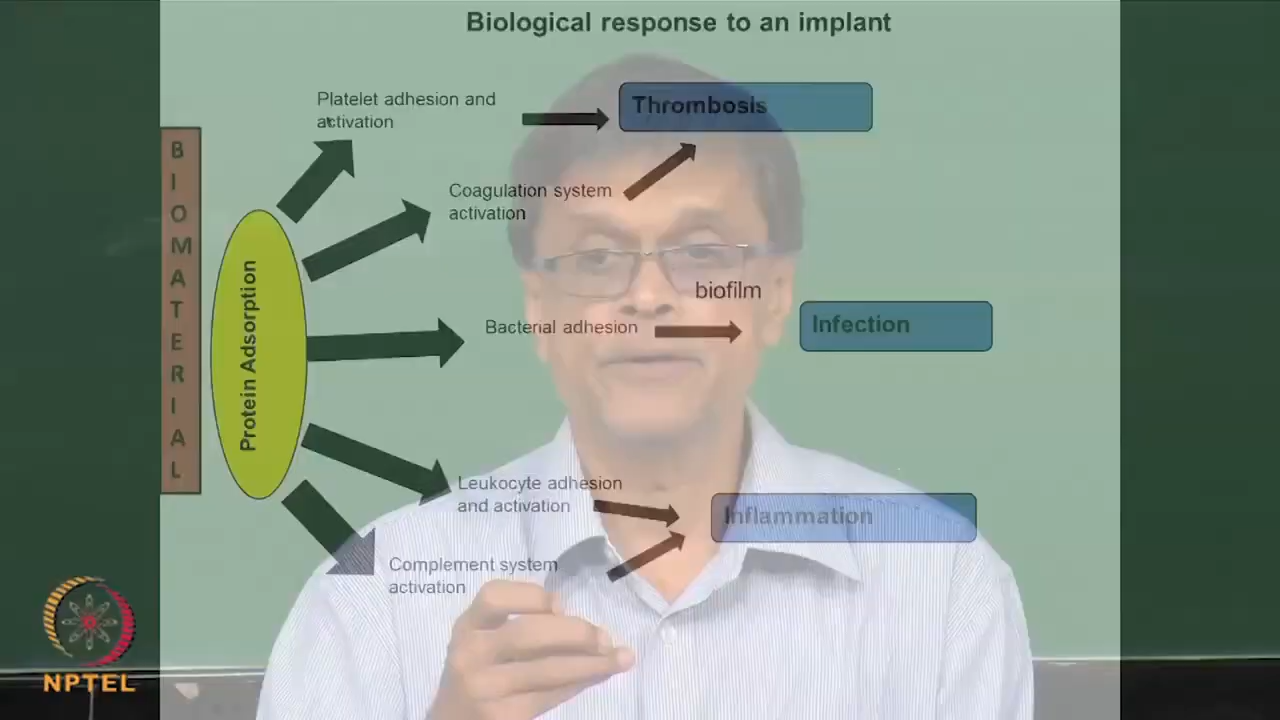 Biological response to an implant
Platelet adhesion and
activation
Thrombosis
Coagulation system
activation
BIOMATERIAL
Protein Adsorption
biofilm
Bacterial adhesion
Infection
Leukocyte adhesion
and activation
Inflammation
Complement system
activation
NPTEL